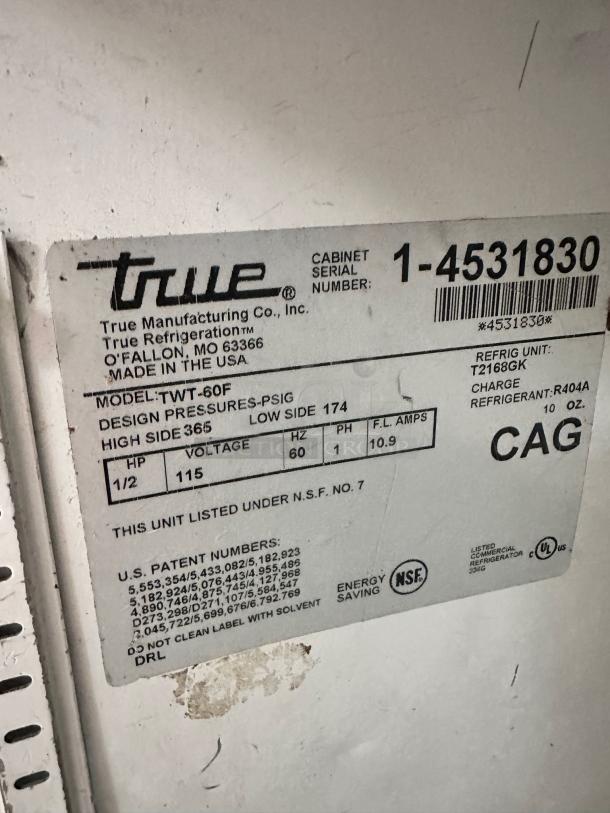 true®
CABINET
SERIAL
NUMBER:
1-4531830
*4531830*
True Manufacturing Co., Inc.
True Refrigeration™
O'FALLON, MO 63366
MADE IN THE USA
MODEL:TWT-60F
DESIGN PRESSURES-PSIG
HIGH SIDE 365 LOW SIDE 174
HP VOLTAGE HZ PH F.L. AMPS
1/2 115 60 1 10.9
REFRIG UNIT:
T2168GK
CHARGE
REFRIGERANT:R404A
10 OZ.
CAG
THIS UNIT LISTED UNDER N.S.F. NO. 7
U.S. PATENT NUMBERS:
5,553,354/5,433,082/5,182,923
5,182,924/5,076,443/4,955,486
4,890,746/4,875,745/4,127,968
D273,298/D271,107/5,584,547
2,045,722/5,699,676/6,792,769
DO NOT CLEAN LABEL WITH SOLVENT
DRL
ENERGY
SAVING
NSF.
LISTED
COMMERCIAL
REFRIGERATOR
C UL US